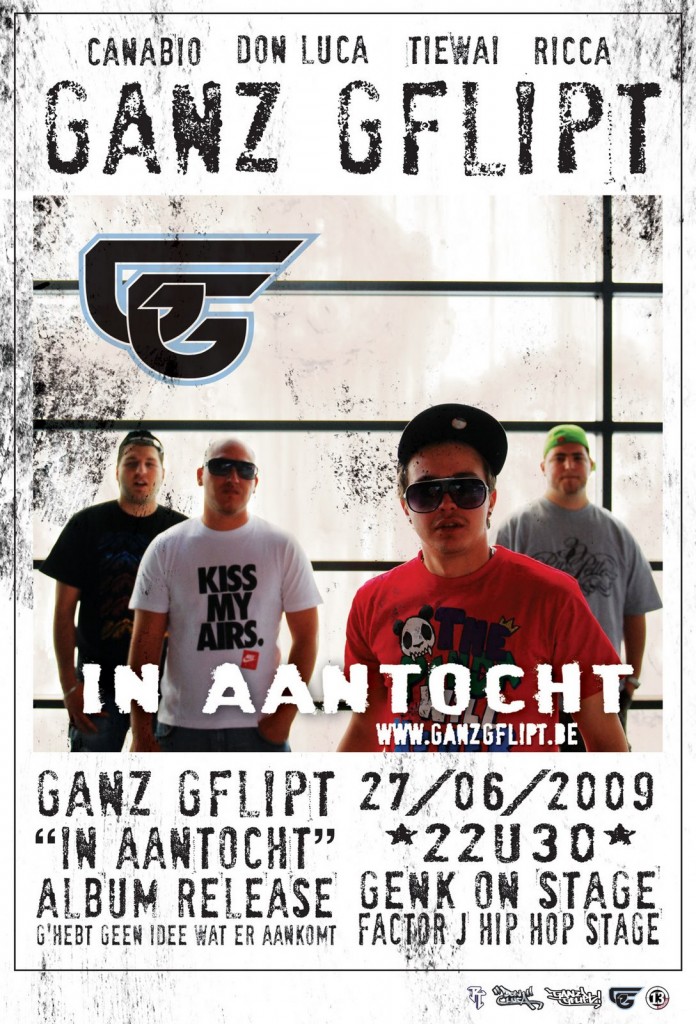 CANABIO DON LUCA TIEWAI RICCA
GANZ GFLIPT
KISS
MY
AIRS.
THE
IN AANTOCHT
WWW.GANZGFLIPT.BE
GANZ GFLIPT
“IN AANTOCHT”
ALBUM RELEASE
G'HEBT GEEN IDEE WAT ER AANKOMT
27/06/2009
*22U30*
GENK ON STAGE
FACTOR J HIP HOP STAGE
13